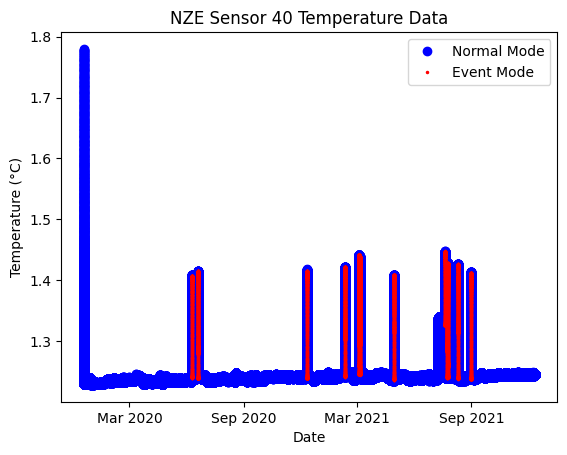 NZE Sensor 40 Temperature Data
Normal Mode
Event Mode
Temperature (°C)
1.8
1.7
1.6
1.5
1.4
1.3
Mar 2020
Sep 2020
Mar 2021
Sep 2021
Date